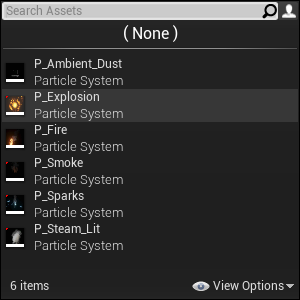 Search Assets
( None )
P_Ambient_Dust
Particle System
P_Explosion
Particle System
P_Fire
Particle System
P_Smoke
Particle System
P_Sparks
Particle System
P_Steam_Lit
Particle System
6 items View Options